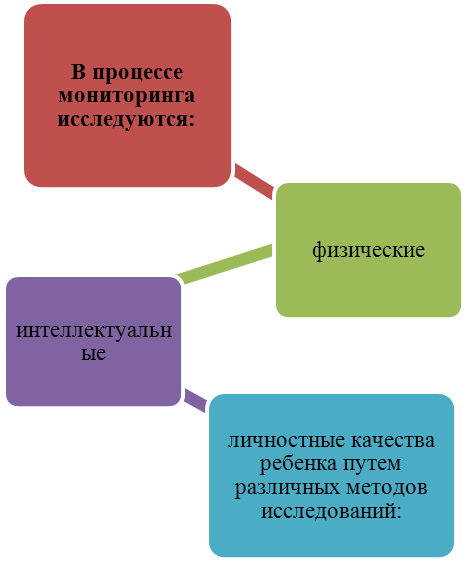 В процессе
мониторинга
исследуются:
физические
интеллектуальн
ые
личностные качества
ребенка путем
различных методов
исследований: